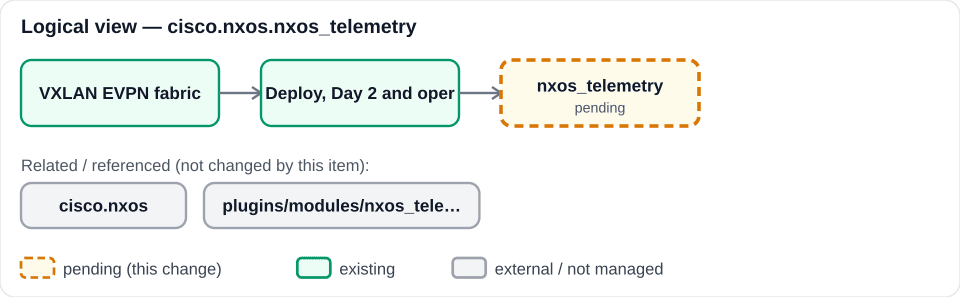 Logical view — cisco.nxos.nxos_telemetry
VXLAN EVPN fabric
Deploy, Day 2 and oper
nxos_telemetry
pending
Related / referenced (not changed by this item):
cisco.nxos
plugins/modules/nxos_tele…
pending (this change)
existing
external / not managed